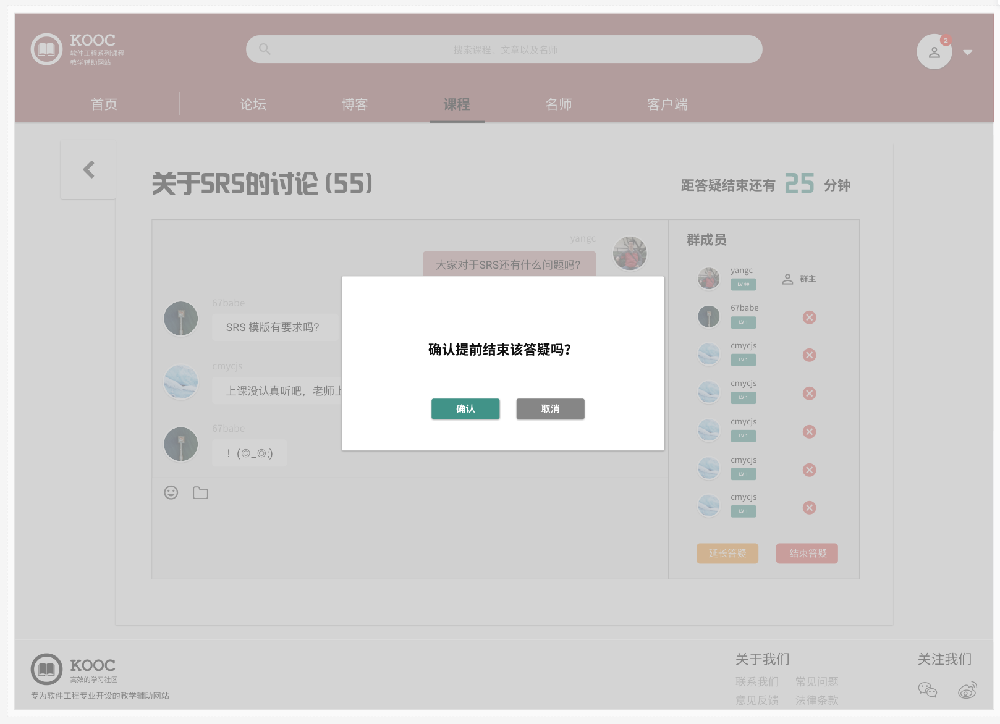 KOOC
软件工程系列课程
教学辅助网站
搜索课程、文章以及名师
2
首页
论坛
博客
课程
名师
客户端
关于SRS的讨论 (55)
距答疑结束还有 25 分钟
yangc
大家对于SRS还有什么问题吗?
67babe
SRS 模版有要求吗?
cmycjs
上课没认真听吧，老师上
67babe
！(◎_◎;)
确认提前结束该答疑吗?
确认
取消
群成员
yangc
LV 99
群主
67babe
LV 1
cmycjs
LV 1
cmycjs
LV 1
cmycjs
LV 1
cmycjs
LV 1
cmycjs
LV 1
延长答疑
结束答疑
KOOC
高效的学习社区
专为软件工程专业开设的教学辅助网站
关于我们
联系我们
常见问题
意见反馈
法律条款
关注我们